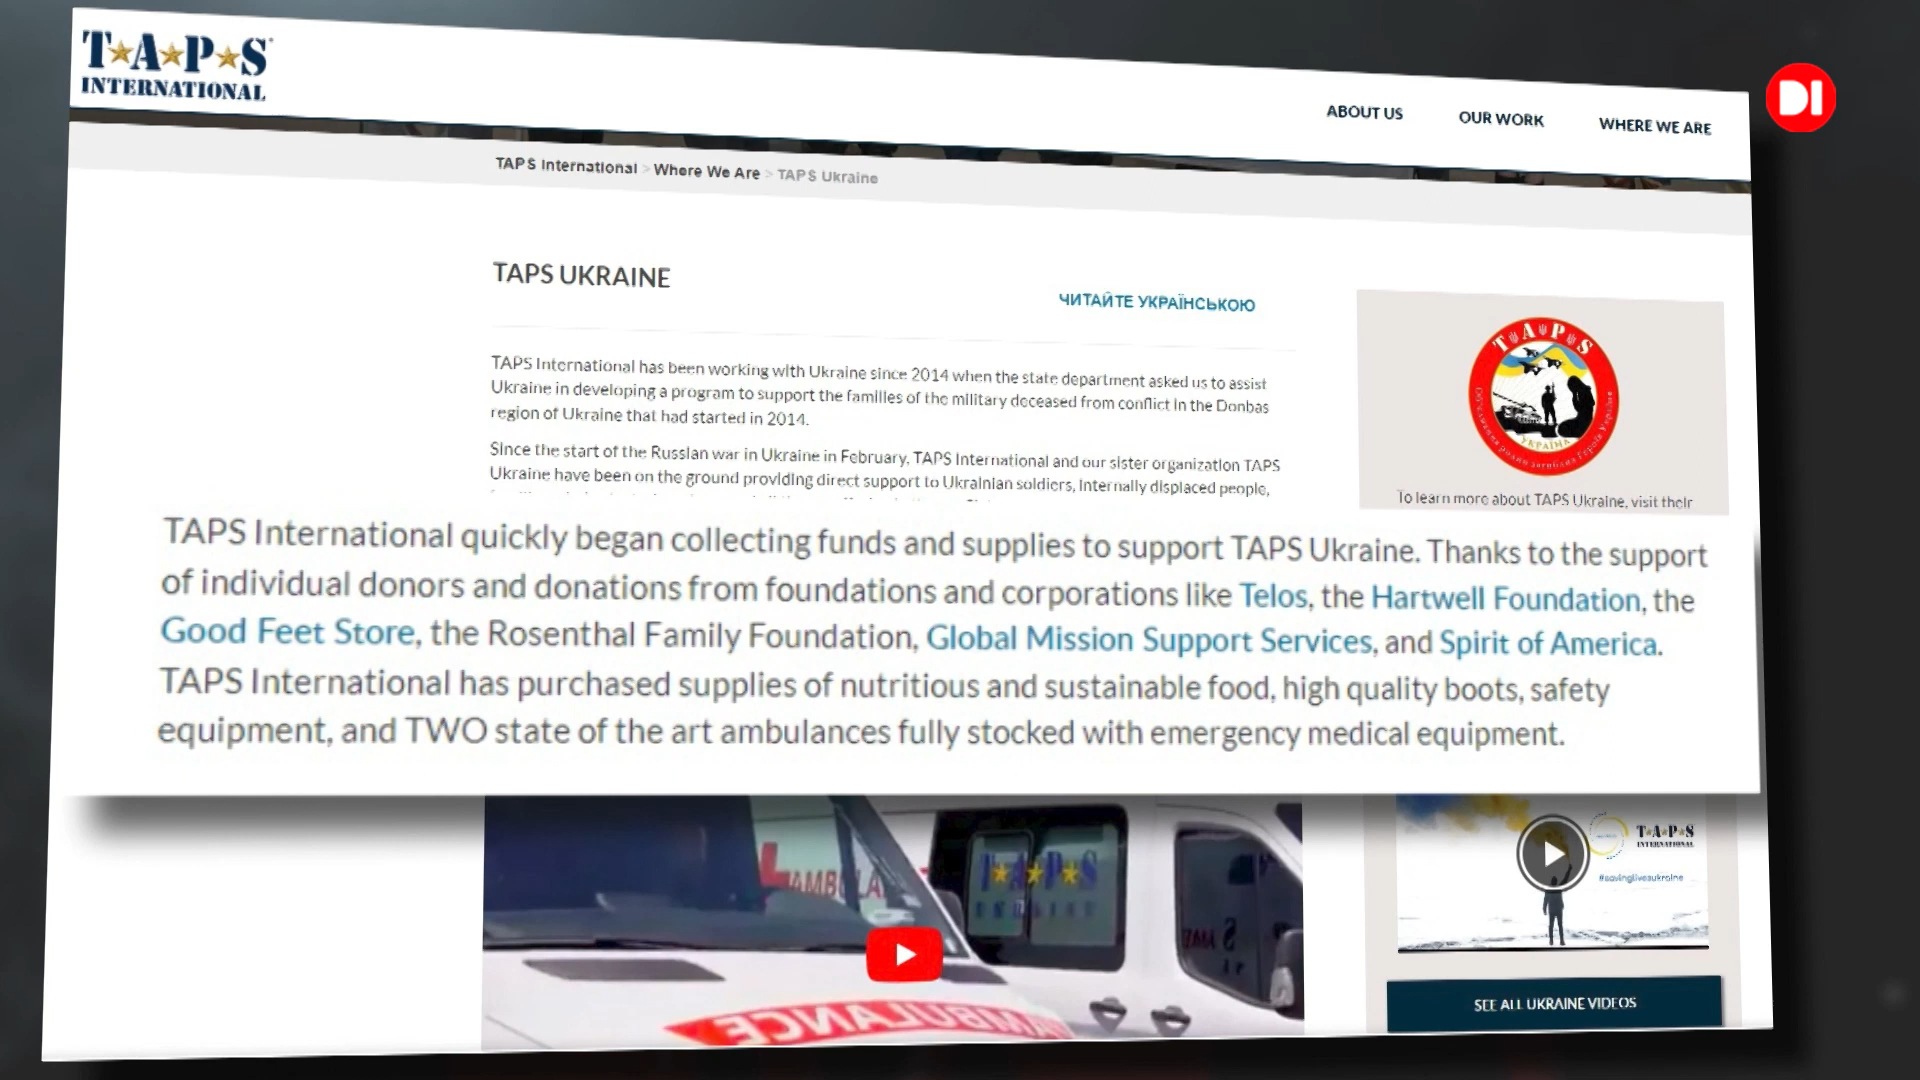 T★A★P★S
INTERNATIONAL
ABOUT US
OUR WORK
WHERE WE ARE
DI
TAPS International > Where We Are > TAPS Ukraine
TAPS UKRAINE
ЧИТАЙТЕ УКРАЇНСЬКОЮ
TAPS International has been working with Ukraine since 2014 when the state department asked us to assist
Ukraine in developing a program to support the families of the military deceased from conflict in the Donbas
region of Ukraine that had started in 2014.
Since the start of the Russian war in Ukraine in February, TAPS International and our sister organization TAPS
Ukraine have been on the ground providing direct support to Ukrainian soldiers, internally displaced people,
TAPS
УКРАЇНА
To learn more about TAPS Ukraine, visit their
TAPS International quickly began collecting funds and supplies to support TAPS Ukraine. Thanks to the support
of individual donors and donations from foundations and corporations like Telos, the Hartwell Foundation, the
Good Feet Store, the Rosenthal Family Foundation, Global Mission Support Services, and Spirit of America.
TAPS International has purchased supplies of nutritious and sustainable food, high quality boots, safety
equipment, and TWO state of the art ambulances fully stocked with emergency medical equipment.
T★A★P★S
UKRAINE
AMBULANCE
T★A★P★S
INTERNATIONAL
#savinglivesukraine
SEE ALL UKRAINE VIDEOS